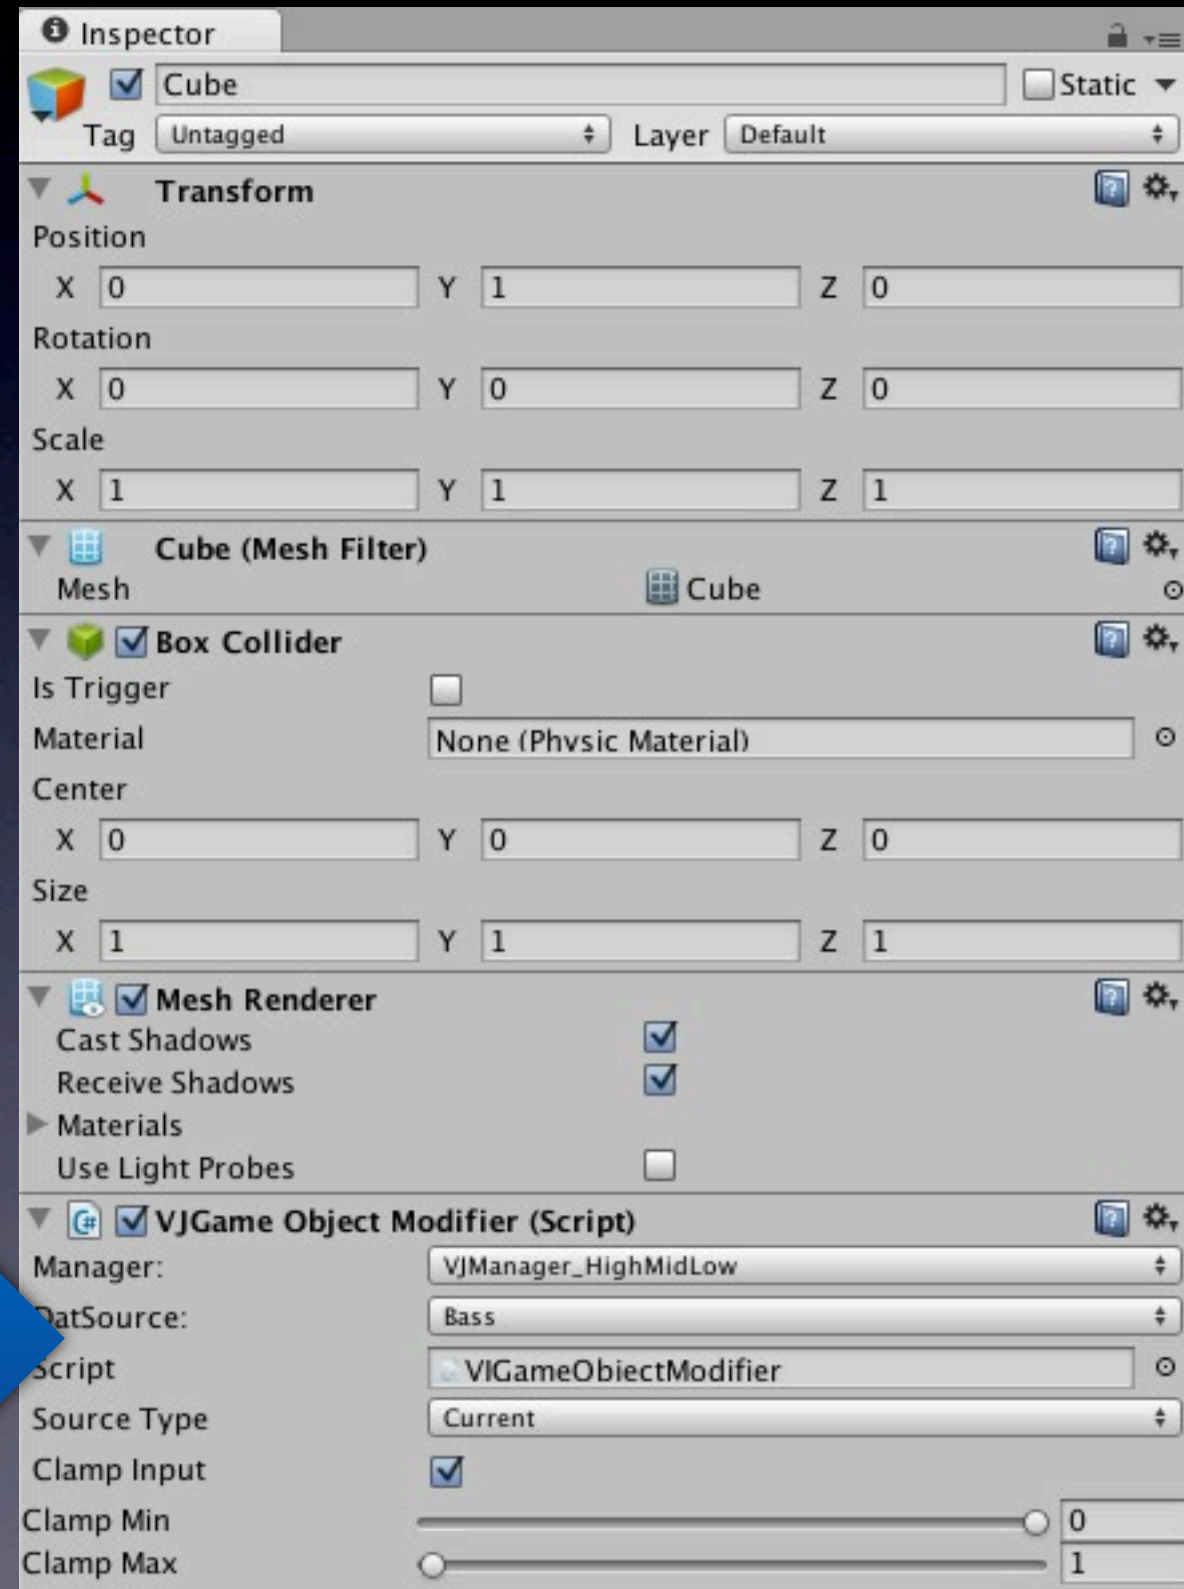 Inspector
Cube Static
Tag Untagged Layer Default
Transform
Position
X 0 Y 1 Z 0
Rotation
X 0 Y 0 Z 0
Scale
X 1 Y 1 Z 1
Cube (Mesh Filter)
Mesh Cube
Box Collider
Is Trigger
Material None (Physic Material)
Center
X 0 Y 0 Z 0
Size
X 1 Y 1 Z 1
Mesh Renderer
Cast Shadows
Receive Shadows
Materials
Use Light Probes
VJGame Object Modifier (Script)
Manager: VJManager_HighMidLow
DatSource: Bass
Script VJGameObjectModifier
Source Type Current
Clamp Input
Clamp Min 0
Clamp Max 1